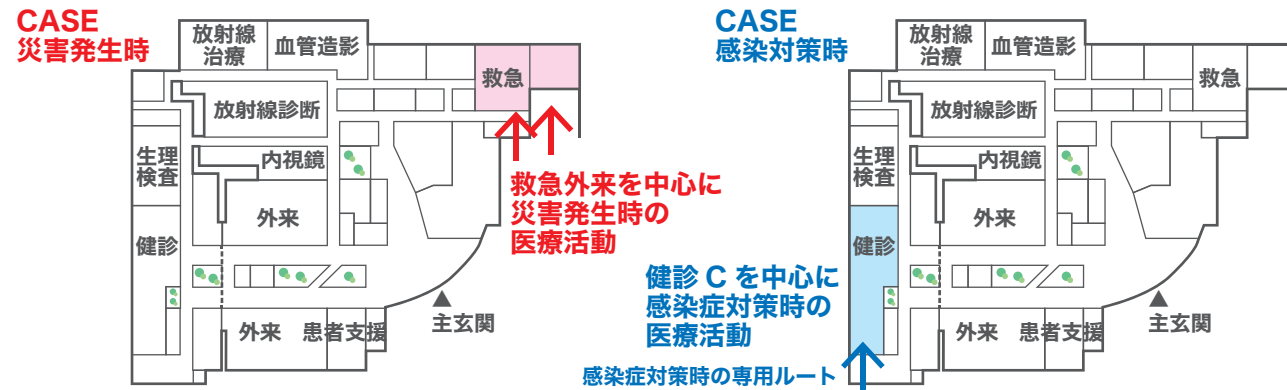 CASE
災害発生時
放射線
治療
血管造影
救急
放射線診断
生理
検査
内視鏡
外来
健診
外来
患者支援
主玄関
救急外来を中心に
災害発生時の
医療活動
CASE
感染対策時
放射線
治療
血管造影
救急
放射線診断
生理
検査
内視鏡
外来
健診
外来
患者支援
主玄関
健診 C を中心に
感染症対策時の
医療活動
感染症対策時の専用ルート